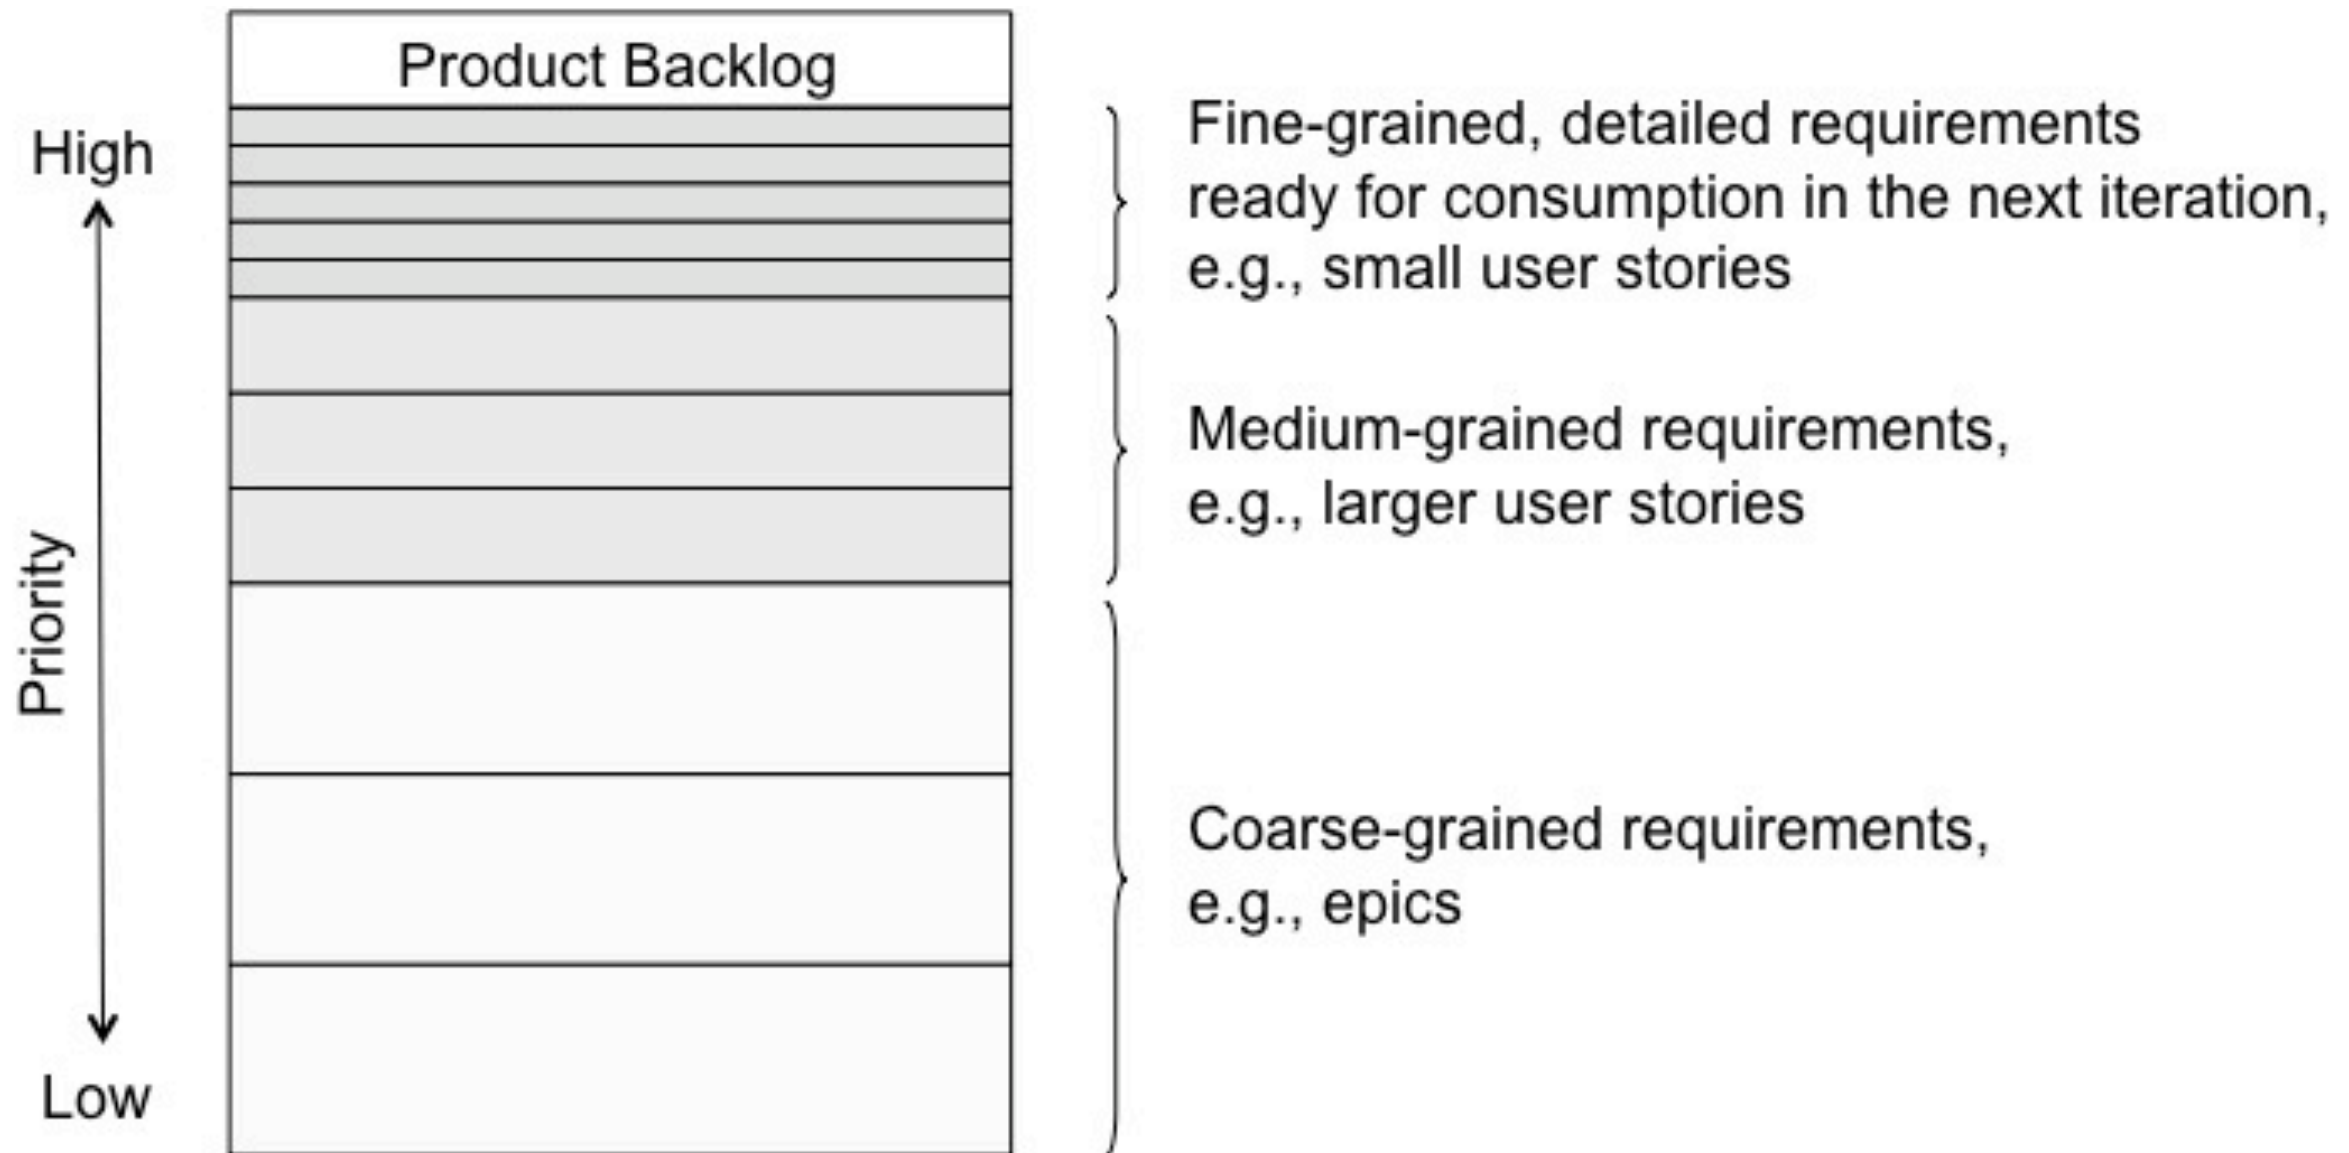 Product Backlog
High
Priority
Low
Fine-grained, detailed requirements
ready for consumption in the next iteration,
e.g., small user stories
Medium-grained requirements,
e.g., larger user stories
Coarse-grained requirements,
e.g., epics